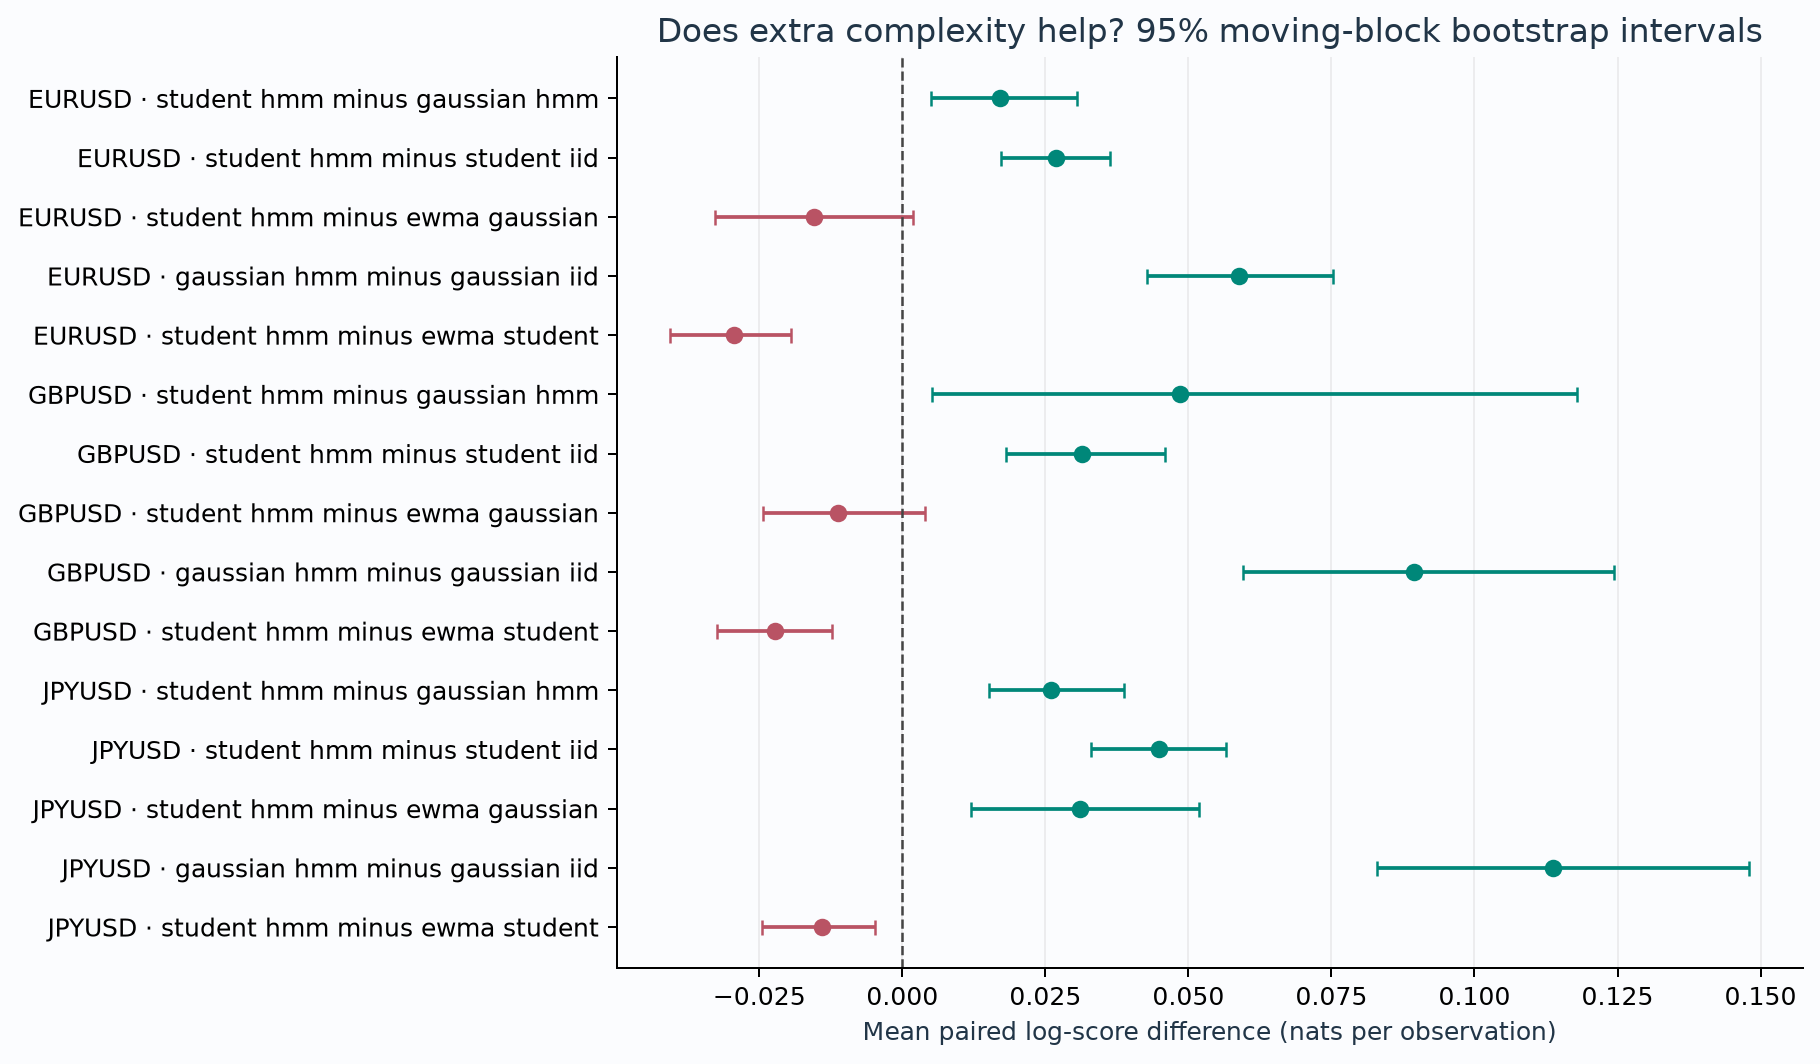 Does extra complexity help? 95% moving-block bootstrap intervals
EURUSD · student hmm minus gaussian hmm
EURUSD · student hmm minus student iid
EURUSD · student hmm minus ewma gaussian
EURUSD · gaussian hmm minus gaussian iid
EURUSD · student hmm minus ewma student
GBPUSD · student hmm minus gaussian hmm
GBPUSD · student hmm minus student iid
GBPUSD · student hmm minus ewma gaussian
GBPUSD · gaussian hmm minus gaussian iid
GBPUSD · student hmm minus ewma student
JPYUSD · student hmm minus gaussian hmm
JPYUSD · student hmm minus student iid
JPYUSD · student hmm minus ewma gaussian
JPYUSD · gaussian hmm minus gaussian iid
JPYUSD · student hmm minus ewma student
−0.025 0.000 0.025 0.050 0.075 0.100 0.125 0.150
Mean paired log-score difference (nats per observation)